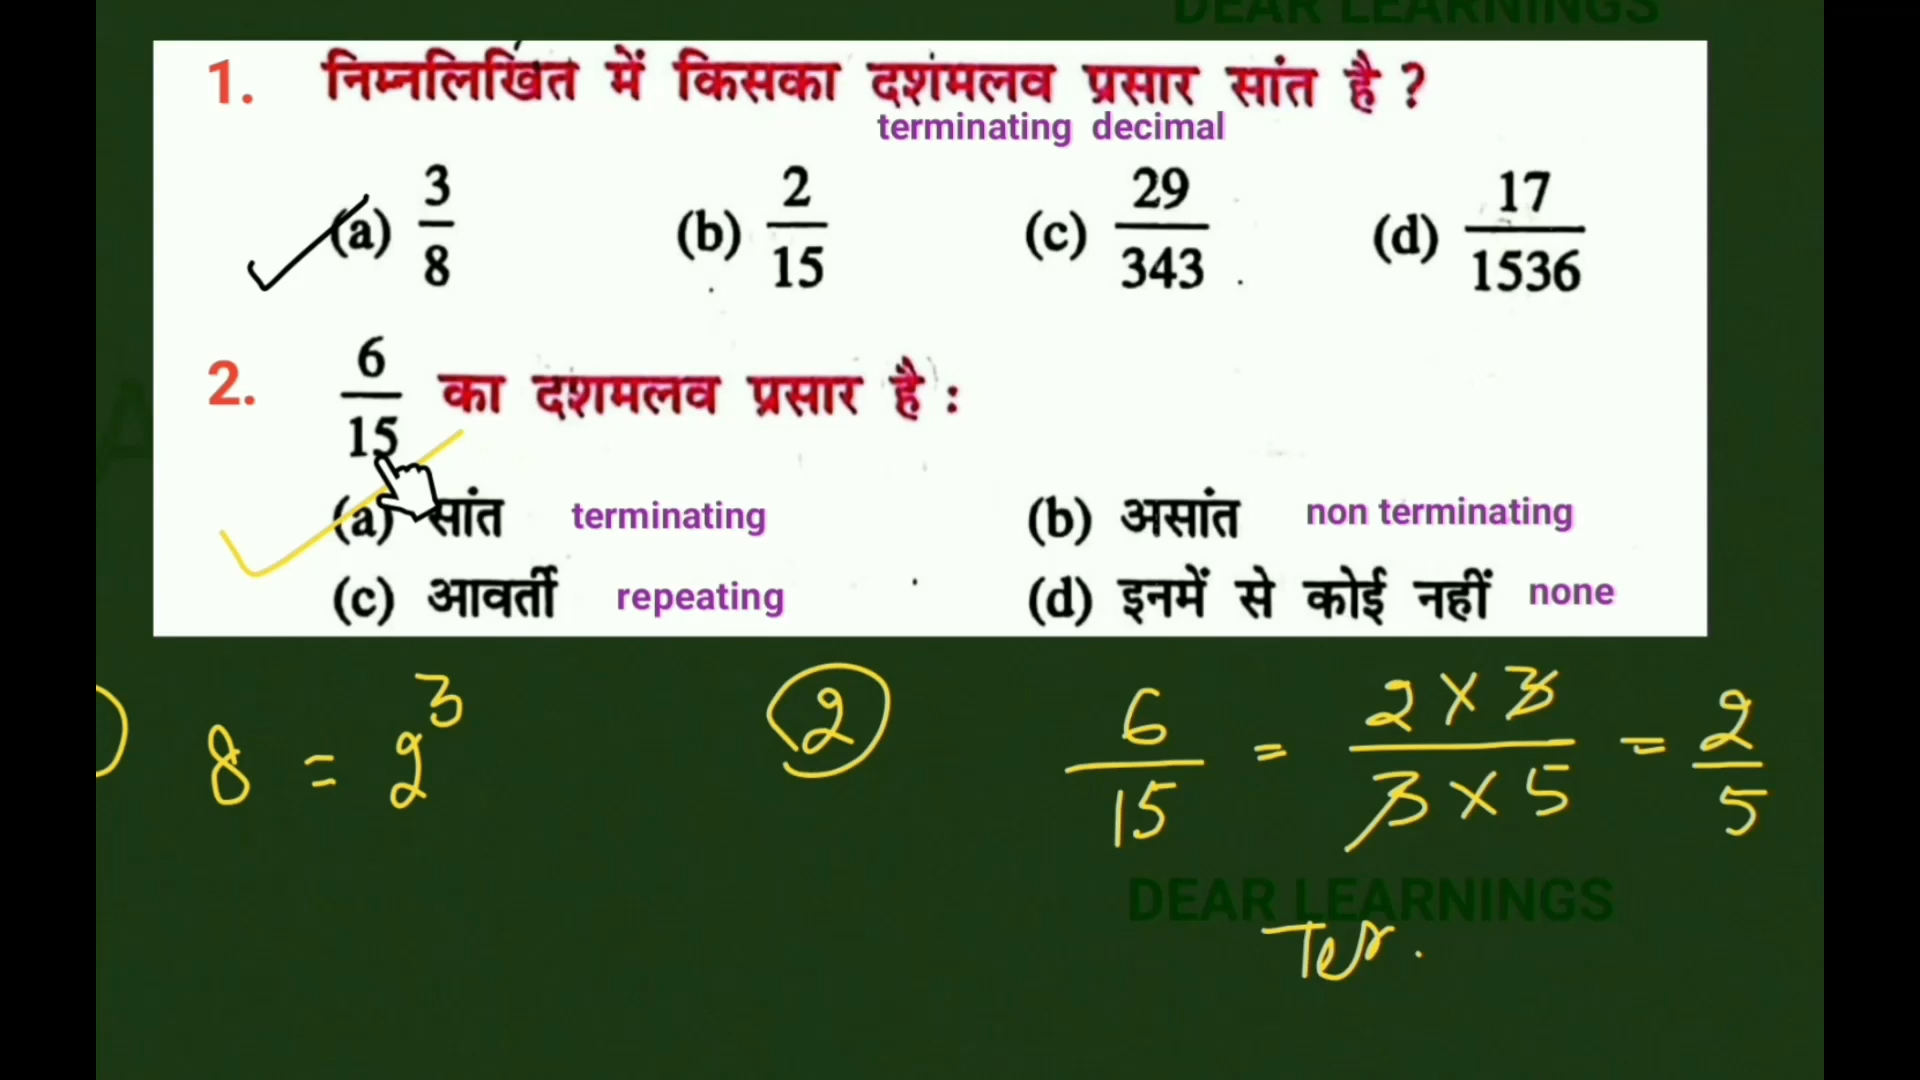 DEAR LEARNINGS
1. निम्नलिखित में किसका दशमलव प्रसार सांत है ?
terminating decimal
(a) 3/8 (b) 2/15 (c) 29/343 (d) 17/1536
2. 6/15 का दशमलव प्रसार है :
(a) सांत terminating (b) असांत non terminating
(c) आवर्ती repeating (d) इनमें से कोई नहीं none
8 = 2³
2 6/15 = 2 × 3/3 × 5 = 2/5
DEAR LEARNINGS
Ter.